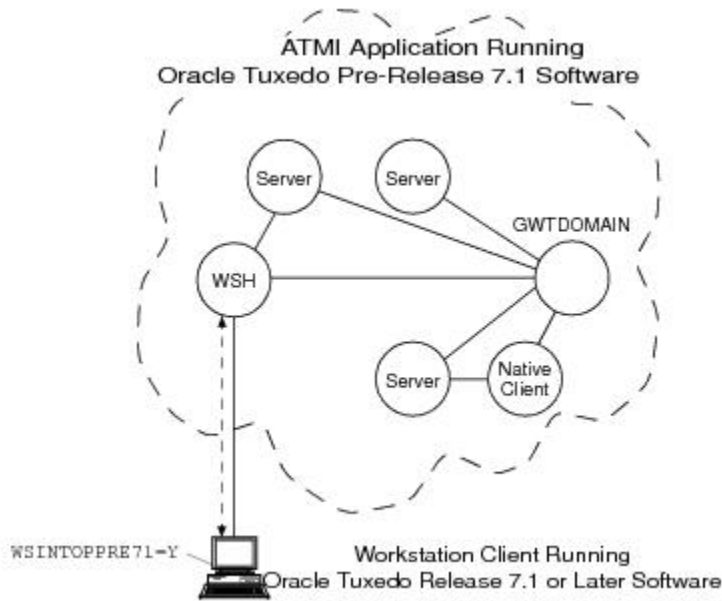 ATMI Application Running
Oracle Tuxedo Pre-Release 7.1 Software
Server
Server
GWTDOMAIN
WSH
Server
Native
Client
WSINTOPPRE71=Y
Workstation Client Running
Oracle Tuxedo Release 7.1 or Later Software